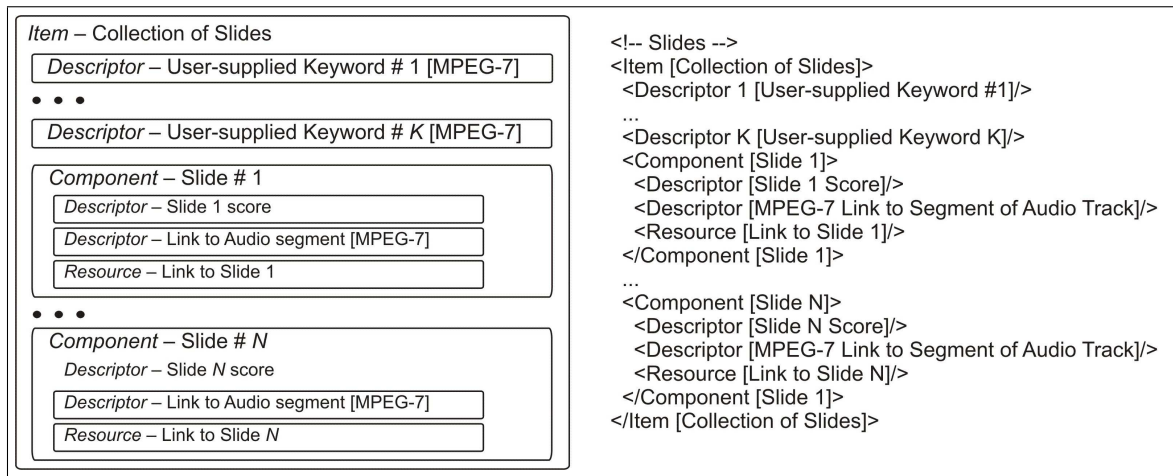 Item – Collection of Slides
Descriptor – User-supplied Keyword # 1 [MPEG-7]
• • •
Descriptor – User-supplied Keyword # K [MPEG-7]
Component – Slide # 1
Descriptor – Slide 1 score
Descriptor – Link to Audio segment [MPEG-7]
Resource – Link to Slide 1
• • •
Component – Slide # N
Descriptor – Slide N score
Descriptor – Link to Audio segment [MPEG-7]
Resource – Link to Slide N
<!-- Slides -->
<Item [Collection of Slides]>
<Descriptor 1 [User-supplied Keyword #1]/>
...
<Descriptor K [User-supplied Keyword K]/>
<Component [Slide 1]>
<Descriptor [Slide 1 Score]/>
<Descriptor [MPEG-7 Link to Segment of Audio Track]/>
<Resource [Link to Slide 1]/>
</Component [Slide 1]>
...
<Component [Slide N]>
<Descriptor [Slide N Score]/>
<Descriptor [MPEG-7 Link to Segment of Audio Track]/>
<Resource [Link to Slide N]/>
</Component [Slide 1]>
</Item [Collection of Slides]>